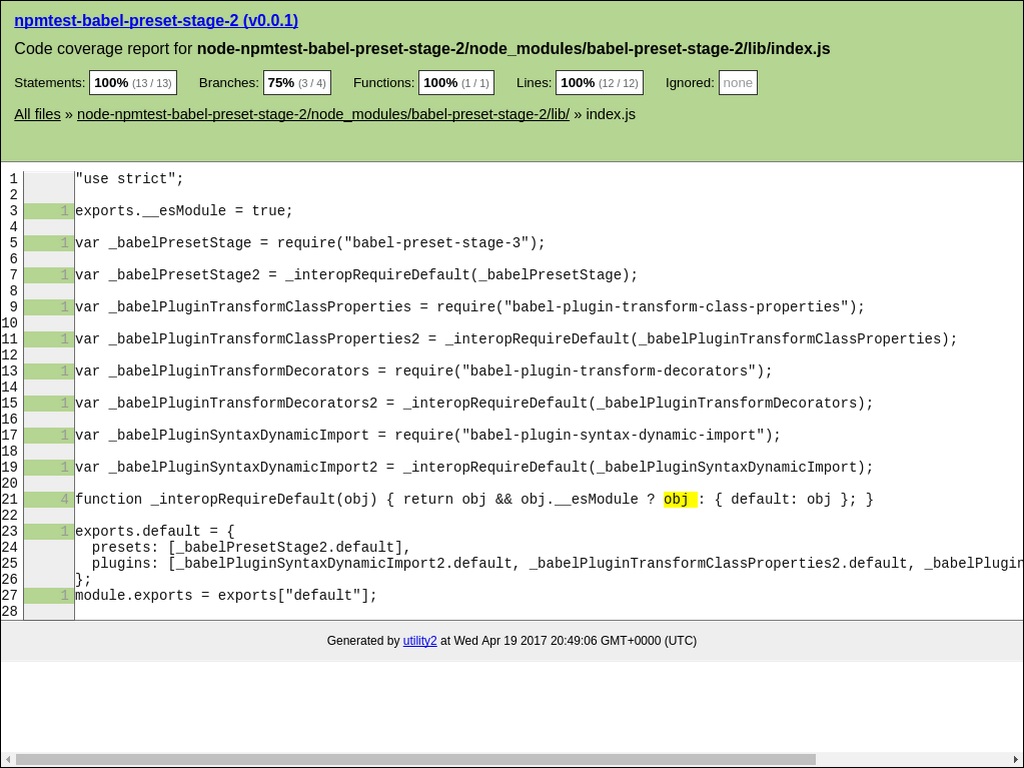 npmtest-babel-preset-stage-2 (v0.0.1)
Code coverage report for node-npmtest-babel-preset-stage-2/node_modules/babel-preset-stage-2/lib/index.js
Statements: 100% (13 / 13) Branches: 75% (3 / 4) Functions: 100% (1 / 1) Lines: 100% (12 / 12) Ignored: none
All files » node-npmtest-babel-preset-stage-2/node_modules/babel-preset-stage-2/lib/ » index.js
1 "use strict";
2
3 1 exports.__esModule = true;
4
5 1 var _babelPresetStage = require("babel-preset-stage-3");
6
7 1 var _babelPresetStage2 = _interopRequireDefault(_babelPresetStage);
8
9 1 var _babelPluginTransformClassProperties = require("babel-plugin-transform-class-properties");
10
11 1 var _babelPluginTransformClassProperties2 = _interopRequireDefault(_babelPluginTransformClassProperties);
12
13 1 var _babelPluginTransformDecorators = require("babel-plugin-transform-decorators");
14
15 1 var _babelPluginTransformDecorators2 = _interopRequireDefault(_babelPluginTransformDecorators);
16
17 1 var _babelPluginSyntaxDynamicImport = require("babel-plugin-syntax-dynamic-import");
18
19 1 var _babelPluginSyntaxDynamicImport2 = _interopRequireDefault(_babelPluginSyntaxDynamicImport);
20
21 4 function _interopRequireDefault(obj) { return obj && obj.__esModule ? obj : { default: obj }; }
22
23 1 exports.default = {
24 presets: [_babelPresetStage2.default],
25 plugins: [_babelPluginSyntaxDynamicImport2.default, _babelPluginTransformClassProperties2.default, _babelPlugin
26 };
27 1 module.exports = exports["default"];
28
Generated by utility2 at Wed Apr 19 2017 20:49:06 GMT+0000 (UTC)